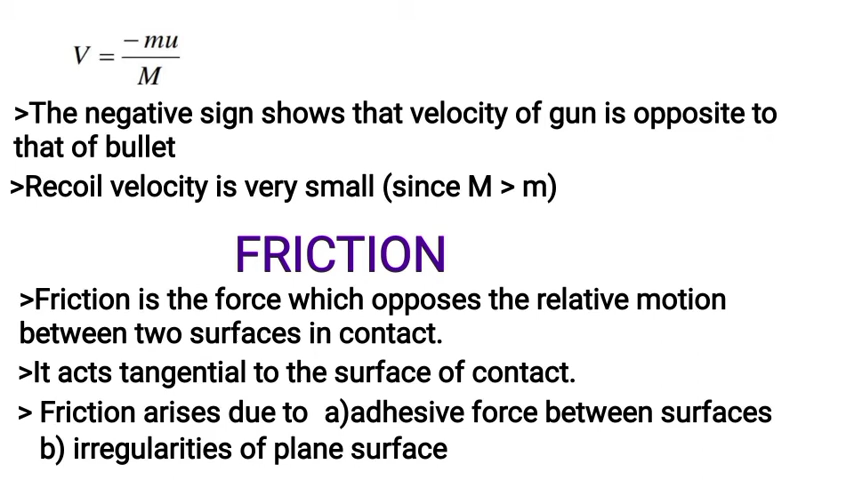 V = −mu / M
>The negative sign shows that velocity of gun is opposite to
that of bullet
>Recoil velocity is very small (since M > m)
FRICTION
>Friction is the force which opposes the relative motion
between two surfaces in contact.
>It acts tangential to the surface of contact.
> Friction arises due to a)adhesive force between surfaces
b) irregularities of plane surface